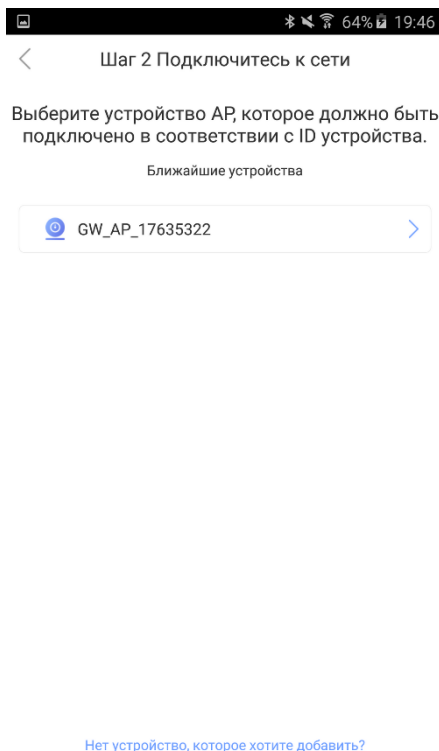 64% 19:46
Шаг 2 Подключитесь к сети
Выберите устройство AP, которое должно быть
подключено в соответствии с ID устройства.
Ближайшие устройства
GW_AP_17635322
Нет устройство, которое хотите добавить?